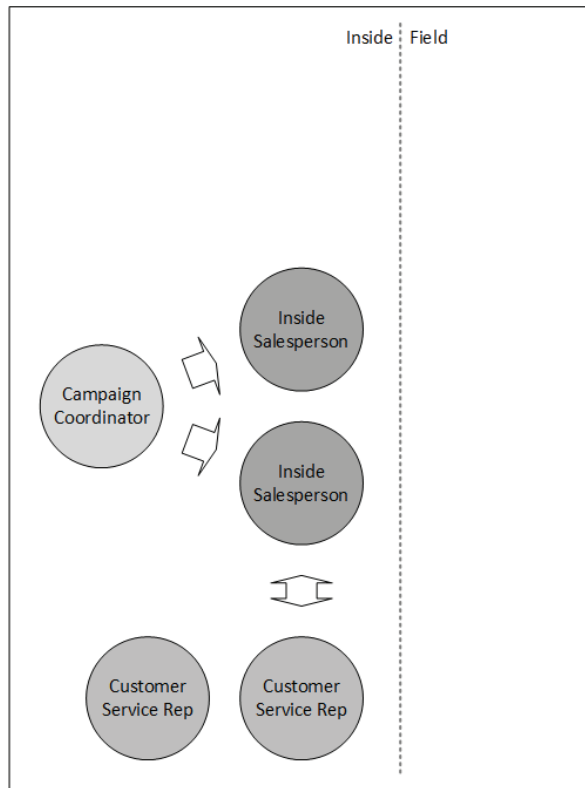 Inside
Field
Inside
Salesperson
Campaign
Coordinator
Inside
Salesperson
Customer
Service Rep
Customer
Service Rep